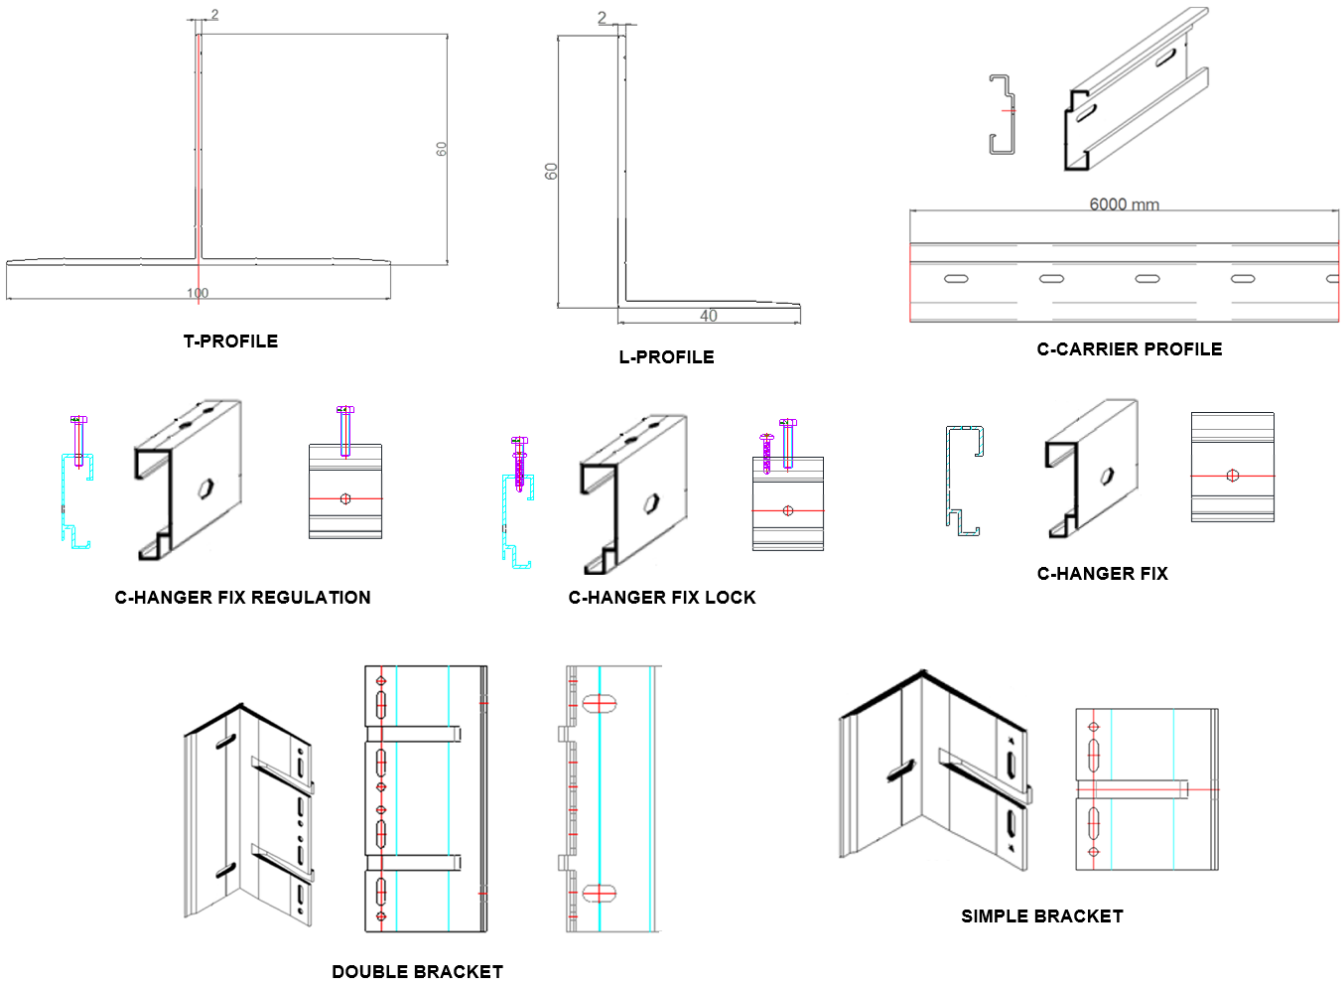 2
60
100
T-PROFILE
2
60
40
L-PROFILE
6000 mm
C-CARRIER PROFILE
C-HANGER FIX REGULATION
C-HANGER FIX LOCK
C-HANGER FIX
DOUBLE BRACKET
SIMPLE BRACKET